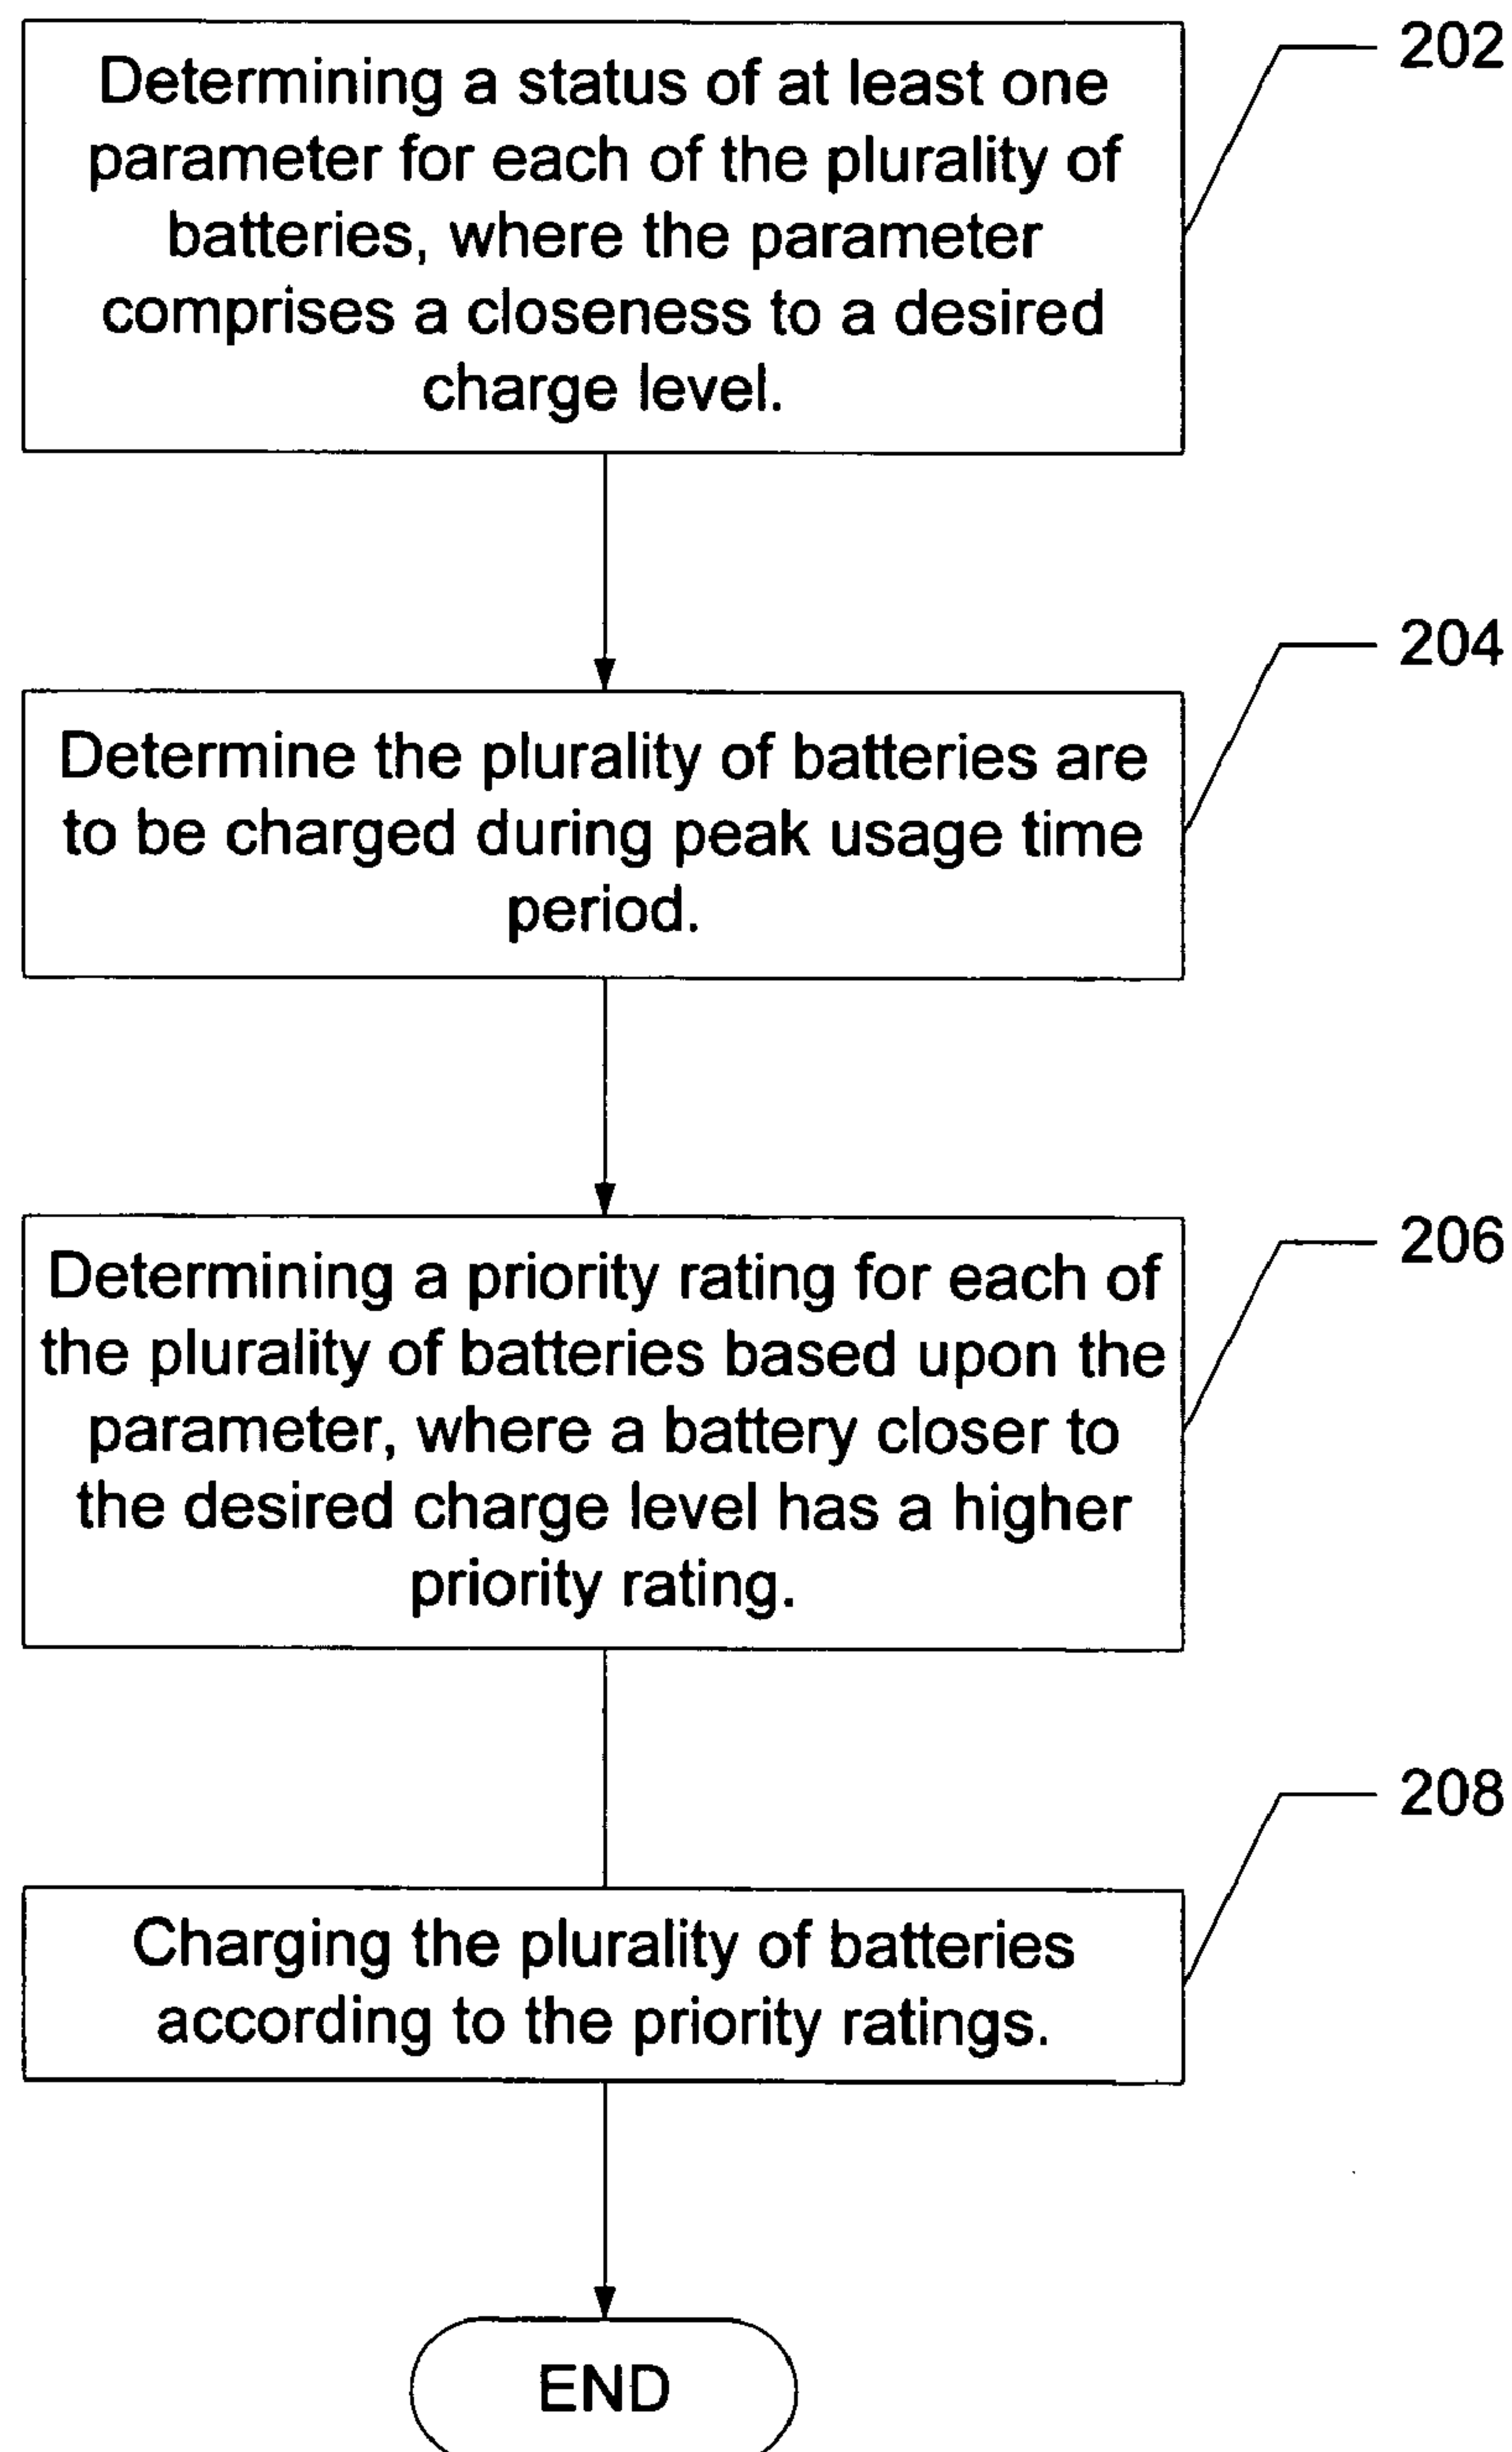 Determining a status of at least one
parameter for each of the plurality of
batteries, where the parameter
comprises a closeness to a desired
charge level.
202
Determine the plurality of batteries are
to be charged during peak usage time
period.
204
Determining a priority rating for each of
the plurality of batteries based upon the
parameter, where a battery closer to
the desired charge level has a higher
priority rating.
206
Charging the plurality of batteries
according to the priority ratings.
208
END